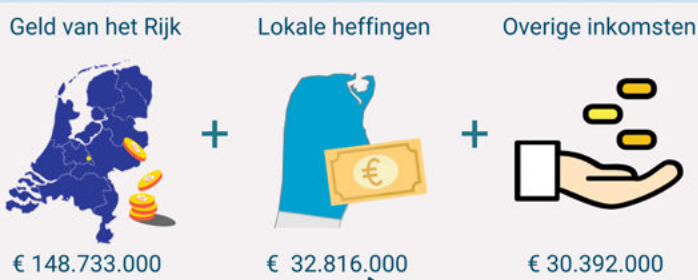 Geld van het Rijk
Lokale heffingen
Overige inkomsten
+
+
€
€ 148.733.000
€ 32.816.000
€ 30.392.000